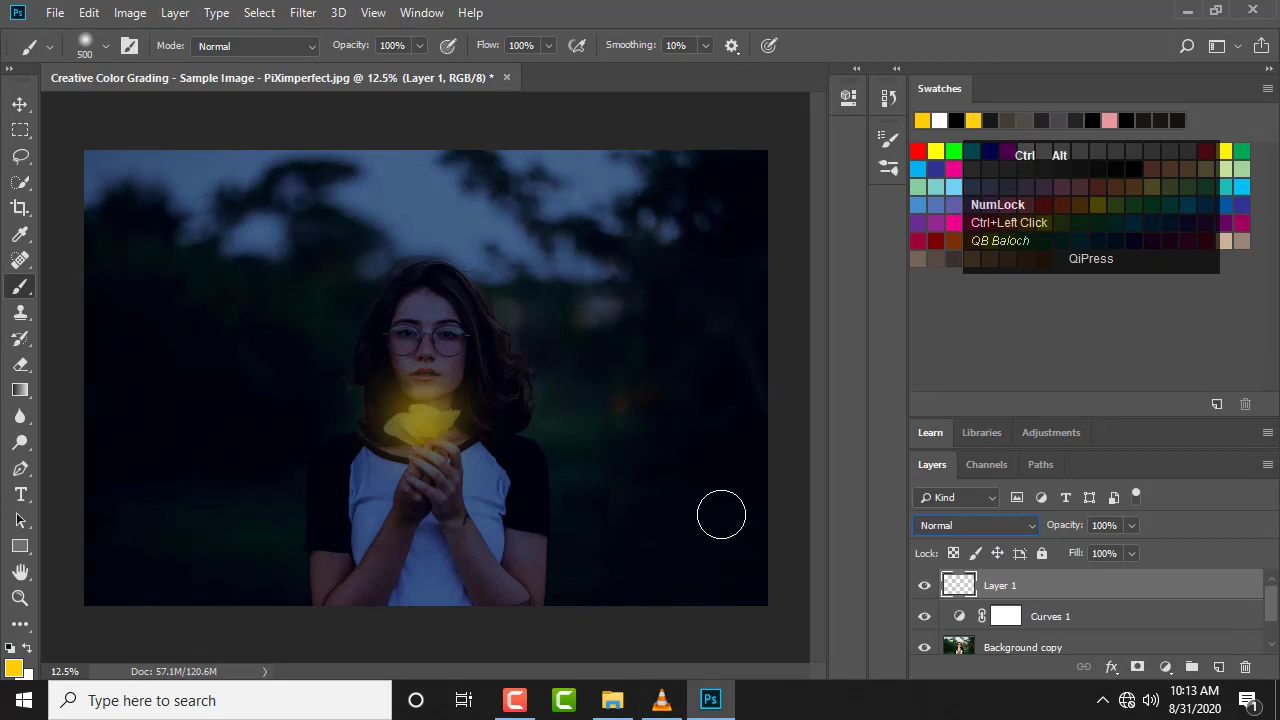 Ps File Edit Image Layer Type Select Filter 3D View Window Help
500 Mode: Normal Opacity: 100% Flow: 100% Smoothing: 10%
Creative Color Grading - Sample Image - PiXimperfect.jpg @ 12.5% (Layer 1, RGB/8) * ×
Swatches
Ctrl Alt
NumLock
Ctrl+Left Click
QB Baloch
QiPress
Learn Libraries Adjustments
Layers Channels Paths
Kind
Normal Opacity: 100%
Lock: Fill: 100%
Layer 1
Curves 1
Background copy
12.5% Doc: 57.1M/120.6M
Type here to search
Ps
10:13 AM
8/31/2020
1